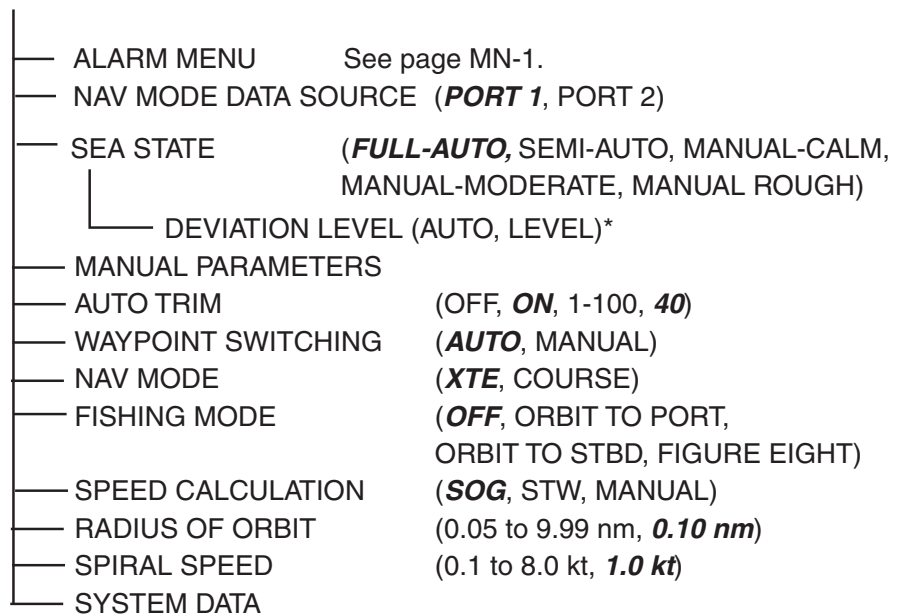 ALARM MENU See page MN-1.
NAV MODE DATA SOURCE (PORT 1, PORT 2)
SEA STATE (FULL-AUTO, SEMI-AUTO, MANUAL-CALM,
MANUAL-MODERATE, MANUAL ROUGH)
DEVIATION LEVEL (AUTO, LEVEL)*
MANUAL PARAMETERS
AUTO TRIM (OFF, ON, 1-100, 40)
WAYPOINT SWITCHING (AUTO, MANUAL)
NAV MODE (XTE, COURSE)
FISHING MODE (OFF, ORBIT TO PORT,
ORBIT TO STBD, FIGURE EIGHT)
SPEED CALCULATION (SOG, STW, MANUAL)
RADIUS OF ORBIT (0.05 to 9.99 nm, 0.10 nm)
SPIRAL SPEED (0.1 to 8.0 kt, 1.0 kt)
SYSTEM DATA